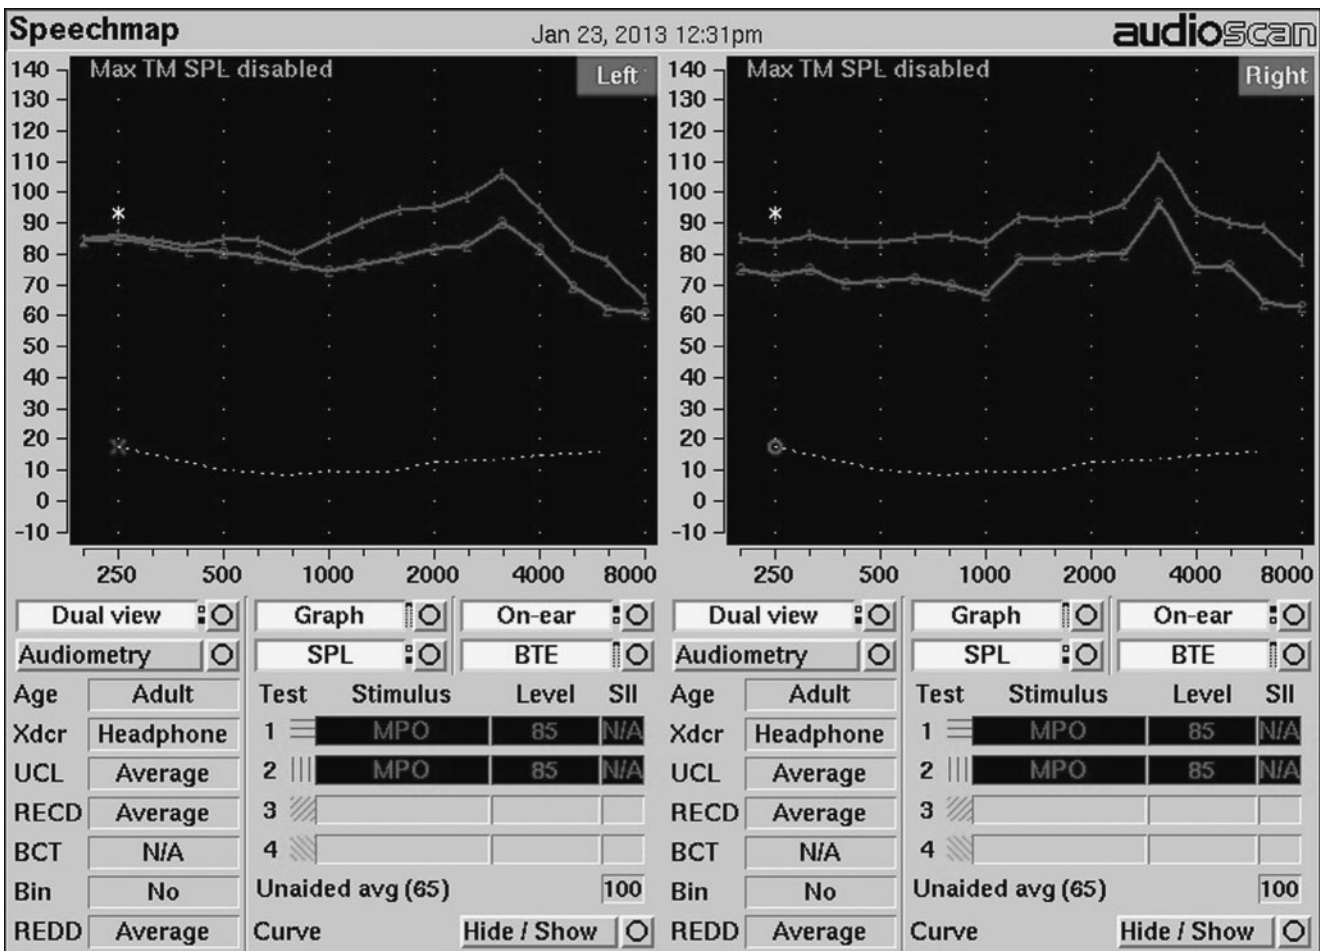 Speechmap Jan 23, 2013 12:31pm audioscan
Max TM SPL disabled Left
140
130
120
110
100
90
80
70
60
50
40
30
20
10
0
-10
250 500 1000 2000 4000 8000
Max TM SPL disabled Right
140
130
120
110
100
90
80
70
60
50
40
30
20
10
0
-10
250 500 1000 2000 4000 8000
Dual view Graph On-ear
Audiometry SPL BTE
Age Adult Test Stimulus Level SII
Xdcr Headphone 1 MPO 85 N/A
UCL Average 2 MPO 85 N/A
RECD Average 3
BCT N/A 4
Bin No Unaided avg (65) 100
REDD Average Curve Hide / Show
Dual view Graph On-ear
Audiometry SPL BTE
Age Adult Test Stimulus Level SII
Xdcr Headphone 1 MPO 85 N/A
UCL Average 2 MPO 85 N/A
RECD Average 3
BCT N/A 4
Bin No Unaided avg (65) 100
REDD Average Curve Hide / Show